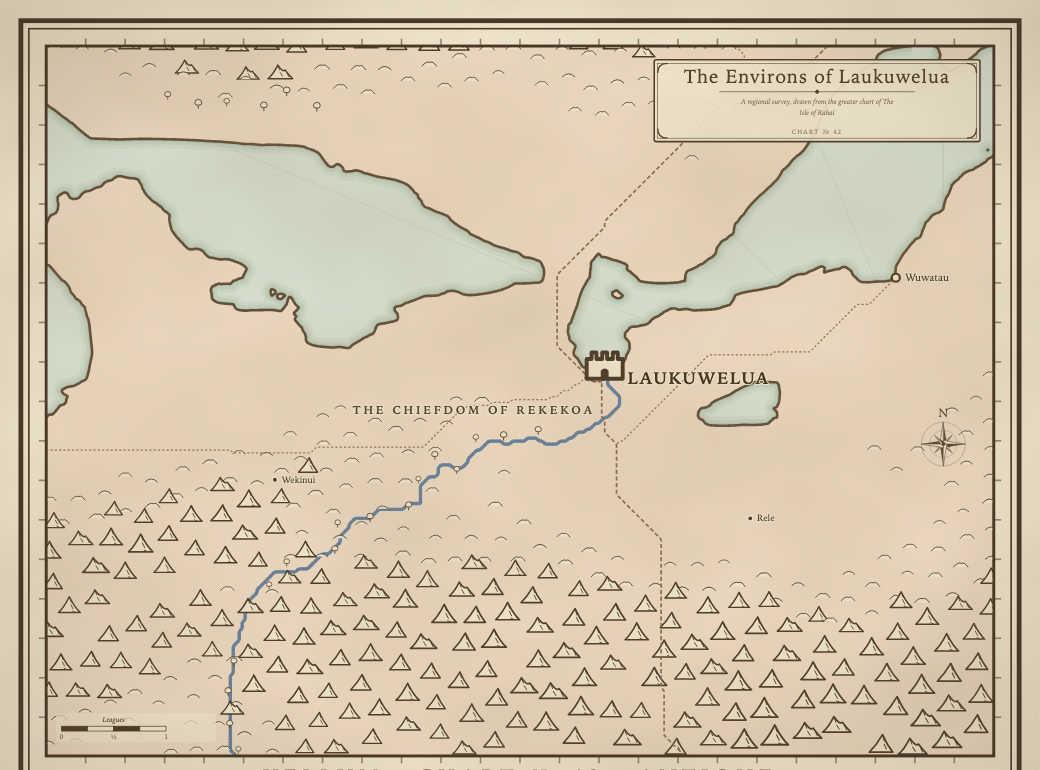 The Environs of Laukuwelua
A regional survey, drawn from the greater chart of The
Isle of Rahai
CHART № 42
Wuwatau
LAUKUWELUA
THE CHIEFDOM OF REKEKOA
N
Wekinui
Rele
Leagues
0 ½ 1